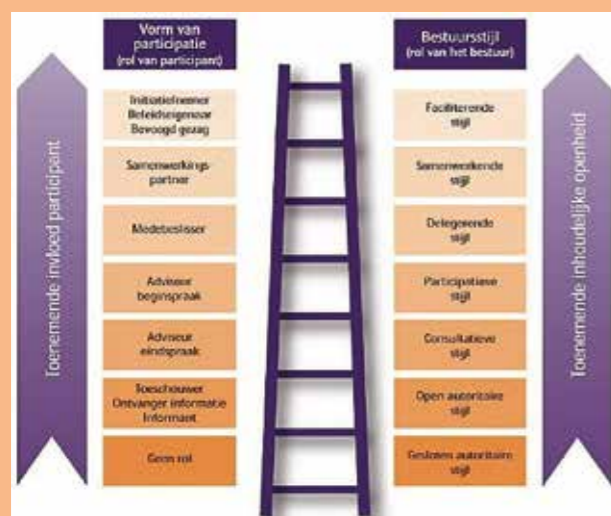 Vorm van
participatie
(rol van participant)
Bestuursstijl
(rol van het bestuur)
Initiatiefnemer
Beleidseigenaar
Bevoegd gezag
Faciliterende
stijl
Samenwerkings-
partner
Samenwerkende
stijl
Medebeslisser
Delegerende
stijl
Adviseur
beginspraak
Participatieve
stijl
Adviseur
eindspraak
Consultatieve
stijl
Toeschouwer
Ontvanger informatie
Informant
Open autoritaire
stijl
Geen rol
Gesloten autoritaire
stijl
Toenemende invloed participant
Toenemende inhoudelijke openheid